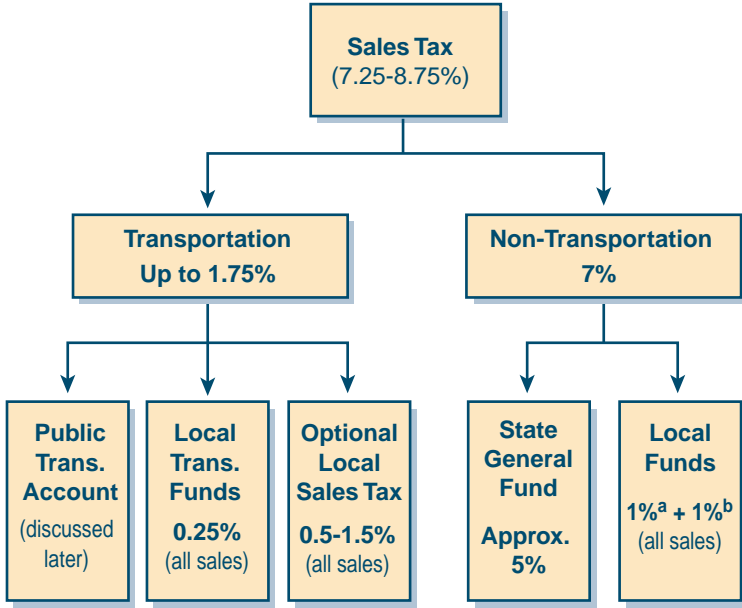 Sales Tax
(7.25-8.75%)
Transportation
Up to 1.75%
Non-Transportation
7%
Public
Trans.
Account
(discussed
later)
Local
Trans.
Funds
0.25%
(all sales)
Optional
Local
Sales Tax
0.5-1.5%
(all sales)
State
General
Fund
Approx.
5%
Local
Funds
1%a + 1%b
(all sales)